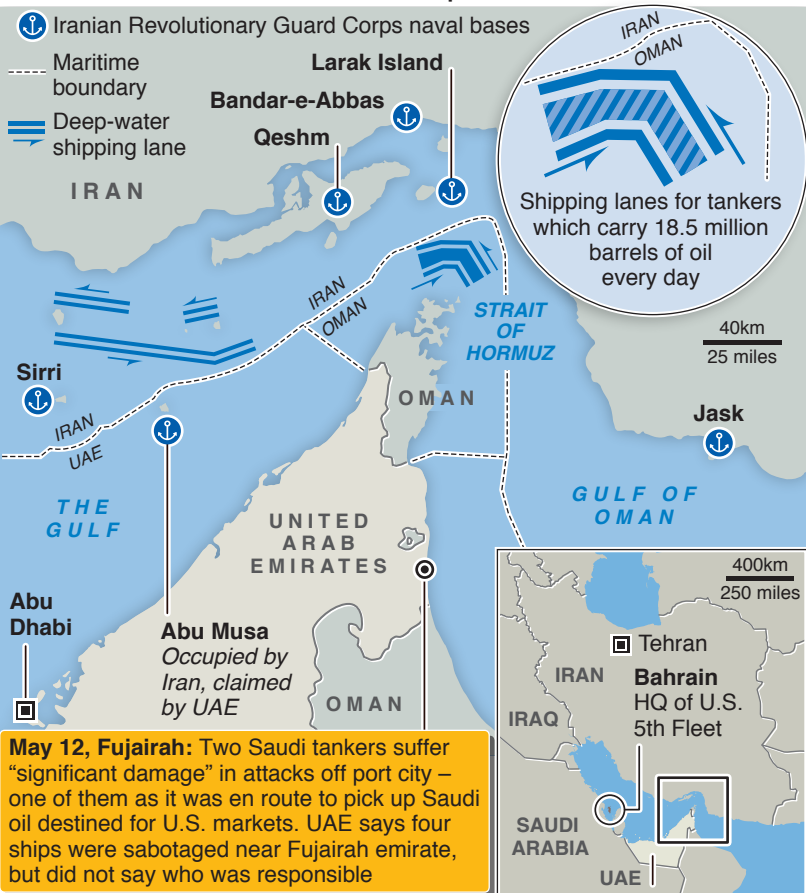 Iranian Revolutionary Guard Corps naval bases
Maritime
boundary
Deep-water
shipping lane
IRAN
Larak Island
Bandar-e-Abbas
Qeshm
IRAN
OMAN
Shipping lanes for tankers
which carry 18.5 million
barrels of oil
every day
IRAN
OMAN
STRAIT
OF
HORMUZ
40km
25 miles
Sirri
OMAN
Jask
IRAN
UAE
THE
GULF
GULF OF
OMAN
UNITED
ARAB
EMIRATES
Abu
Dhabi
Abu Musa
Occupied by
Iran, claimed
by UAE
OMAN
400km
250 miles
Tehran
IRAN
Bahrain
HQ of U.S.
5th Fleet
IRAQ
SAUDI
ARABIA
UAE
May 12, Fujairah: Two Saudi tankers suffer
“significant damage” in attacks off port city –
one of them as it was en route to pick up Saudi
oil destined for U.S. markets. UAE says four
ships were sabotaged near Fujairah emirate,
but did not say who was responsible